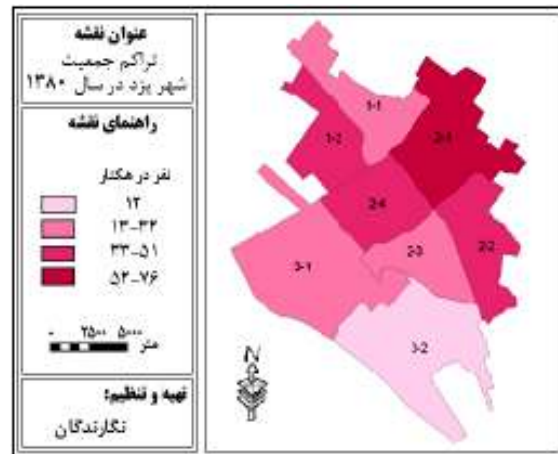 عنوان نقشه
تراکم جمعیت
شهر یزد در سال ۱۳۸۰
راهنمای نقشه
نفر در هکتار
۱۲
۱۳-۳۲
۳۳-۵۱
۵۲-۷۶
۰ ۲۵۰۰ ۵۰۰۰
متر
N
تهیه و تنظیم:
نگارندگان
1-1
1-2
2-1
2-4
2-2
2-3
3-1
3-2